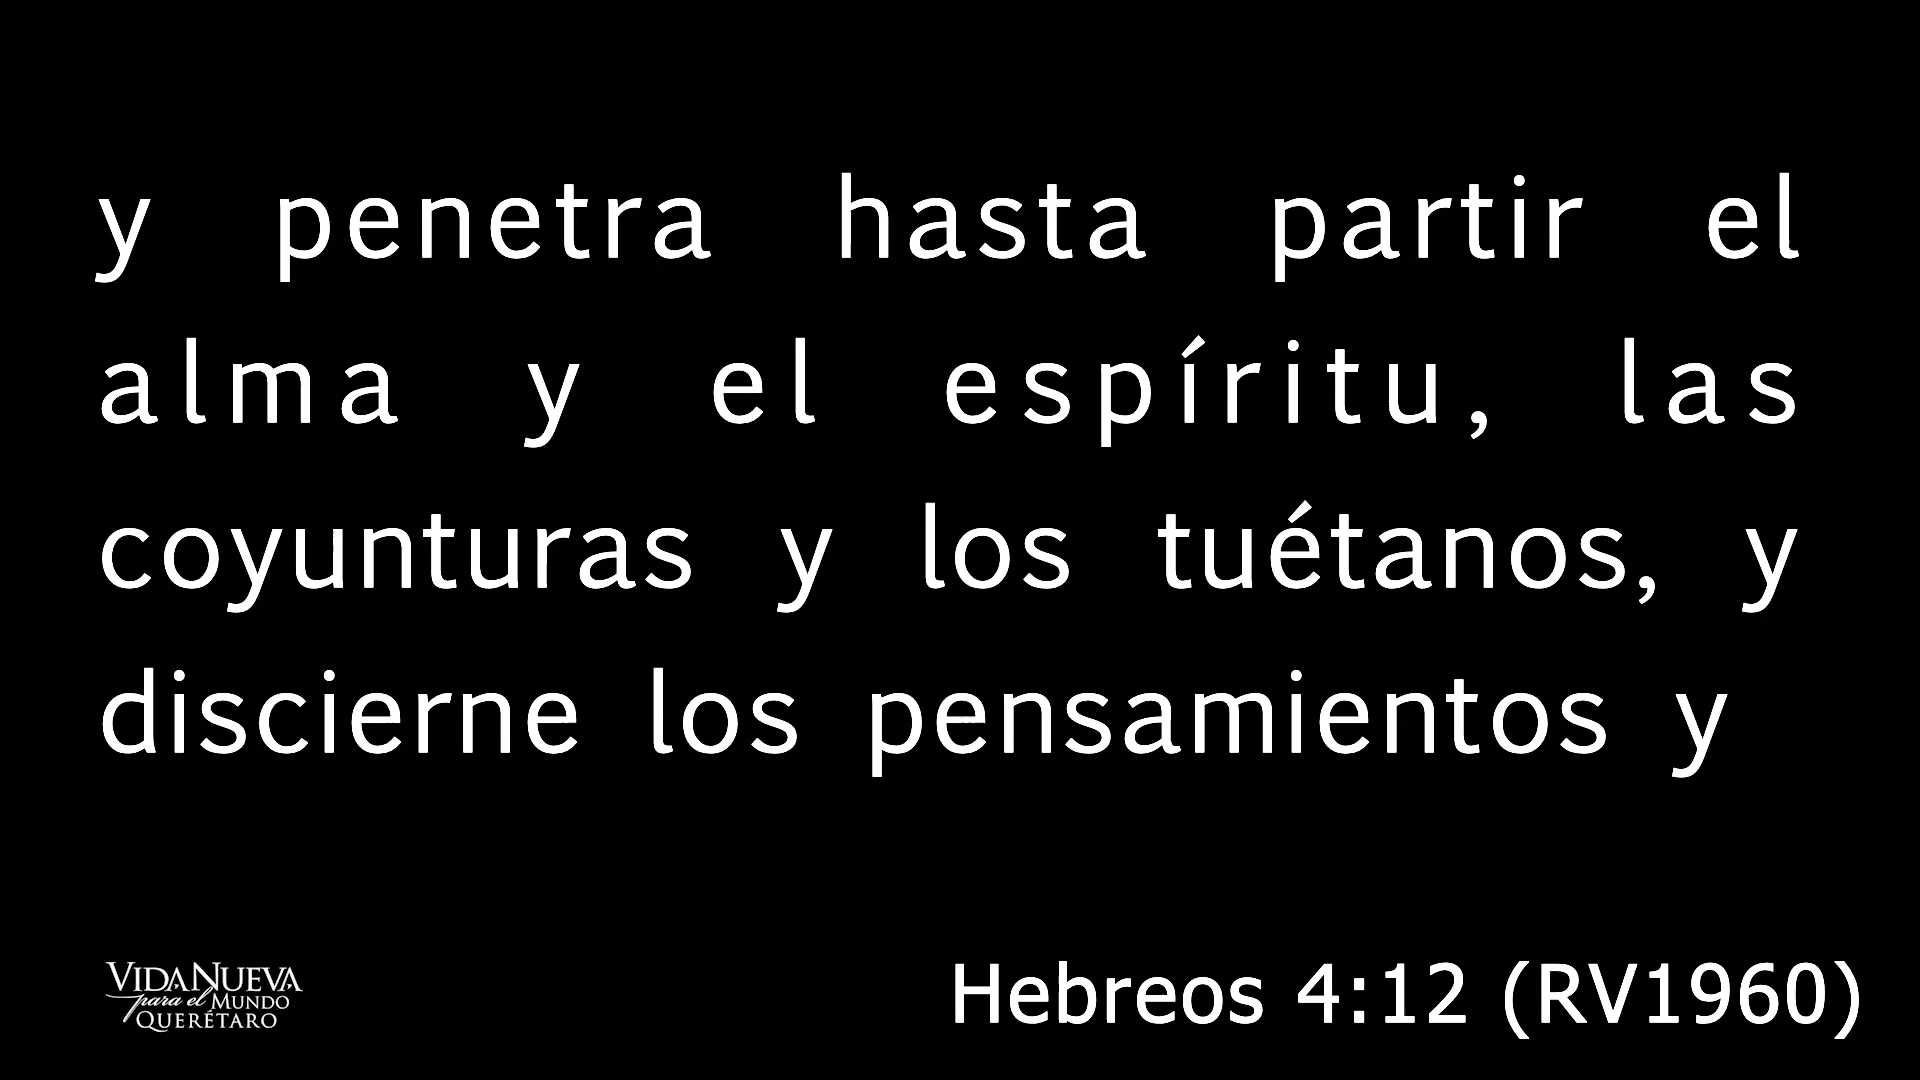 y penetra hasta partir el
alma y el espíritu, las
coyunturas y los tuétanos, y
discierne los pensamientos y
VIDA NUEVA
para el MUNDO
QUERÉTARO
Hebreos 4:12 (RV1960)